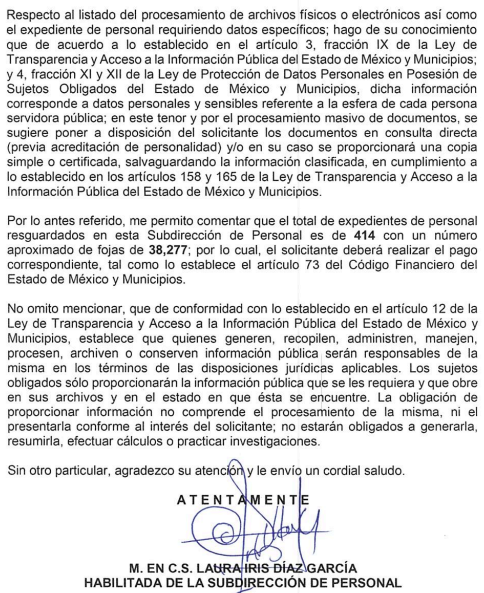 Respecto al listado del procesamiento de archivos físicos o electrónicos así como
el expediente de personal requiriendo datos específicos; hago de su conocimiento
que de acuerdo a lo establecido en el artículo 3, fracción IX de la Ley de
Transparencia y Acceso a la Información Pública del Estado de México y Municipios;
y 4, fracción XI y XII de la Ley de Protección de Datos Personales en Posesión de
Sujetos Obligados del Estado de México y Municipios, dicha información
corresponde a datos personales y sensibles referente a la esfera de cada persona
servidora pública; en este tenor y por el procesamiento masivo de documentos, se
sugiere poner a disposición del solicitante los documentos en consulta directa
(previa acreditación de personalidad) y/o en su caso se proporcionará una copia
simple o certificada, salvaguardando la información clasificada, en cumplimiento a
lo establecido en los artículos 158 y 165 de la Ley de Transparencia y Acceso a la
Información Pública del Estado de México y Municipios.
Por lo antes referido, me permito comentar que el total de expedientes de personal
resguardados en esta Subdirección de Personal es de 414 con un número
aproximado de fojas de 38,277; por lo cual, el solicitante deberá realizar el pago
correspondiente, tal como lo establece el artículo 73 del Código Financiero del
Estado de México y Municipios.
No omito mencionar, que de conformidad con lo establecido en el artículo 12 de la
Ley de Transparencia y Acceso a la Información Pública del Estado de México y
Municipios, establece que quienes generen, recopilen, administren, manejen,
procesen, archiven o conserven información pública serán responsables de la
misma en los términos de las disposiciones jurídicas aplicables. Los sujetos
obligados sólo proporcionarán la información pública que se les requiera y que obre
en sus archivos y en el estado en que ésta se encuentre. La obligación de
proporcionar información no comprende el procesamiento de la misma, ni el
presentarla conforme al interés del solicitante; no estarán obligados a generarla,
resumirla, efectuar cálculos o practicar investigaciones.
Sin otro particular, agradezco su atención y le envío un cordial saludo.
A T E N T A M E N T E
M. EN C.S. LAURA IRIS DÍAZ GARCÍA
HABILITADA DE LA SUBDIRECCIÓN DE PERSONAL